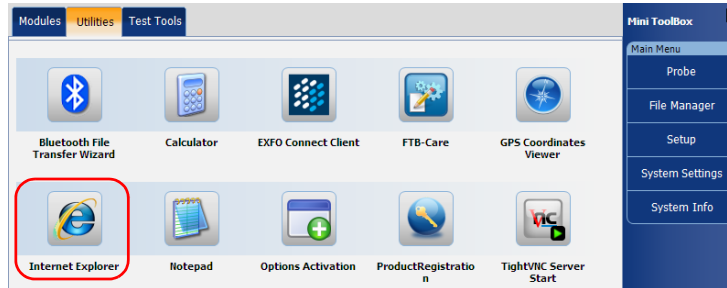 Modules Utilities Test Tools
Mini ToolBox
Main Menu
Probe
File Manager
Setup
System Settings
System Info
Bluetooth File
Transfer Wizard
Calculator
EXFO Connect Client
FTB-Care
GPS Coordinates
Viewer
Internet Explorer
Notepad
Options Activation
ProductRegistratio
n
VNC
TightVNC Server
Start